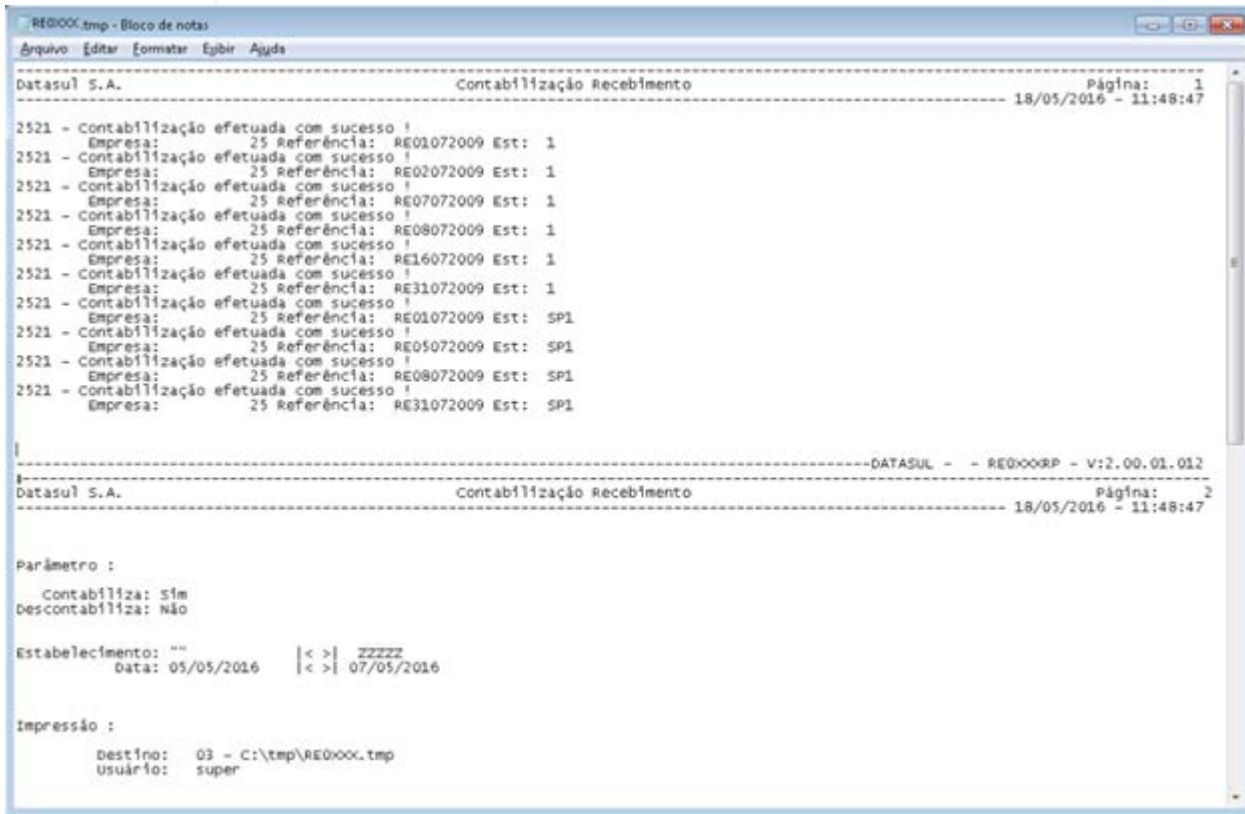 RE0XXX.tmp - Bloco de notas
Arquivo Editar Formatar Exibir Ajuda
Datasul S.A. Contabilização Recebimento Página: 1
18/05/2016 - 11:48:47
2521 - Contabilização efetuada com sucesso !
Empresa: 25 Referência: RE01072009 Est: 1
2521 - Contabilização efetuada com sucesso !
Empresa: 25 Referência: RE02072009 Est: 1
2521 - Contabilização efetuada com sucesso !
Empresa: 25 Referência: RE07072009 Est: 1
2521 - Contabilização efetuada com sucesso !
Empresa: 25 Referência: RE08072009 Est: 1
2521 - Contabilização efetuada com sucesso !
Empresa: 25 Referência: RE16072009 Est: 1
2521 - Contabilização efetuada com sucesso !
Empresa: 25 Referência: RE31072009 Est: 1
2521 - Contabilização efetuada com sucesso !
Empresa: 25 Referência: RE01072009 Est: SP1
2521 - Contabilização efetuada com sucesso !
Empresa: 25 Referência: RE05072009 Est: SP1
2521 - Contabilização efetuada com sucesso !
Empresa: 25 Referência: RE08072009 Est: SP1
2521 - Contabilização efetuada com sucesso !
Empresa: 25 Referência: RE31072009 Est: SP1
DATASUL - - RE0XXXRP - V:2.00.01.012
Datasul S.A. Contabilização Recebimento Página: 2
18/05/2016 - 11:48:47
Parâmetro :
Contabiliza: Sim
Descontabiliza: Não
Estabelecimento: "" |< >| ZZZZZ
Data: 05/05/2016 |< >| 07/05/2016
Impressão :
Destino: 03 - C:\tmp\RE0XXX.tmp
Usuário: super